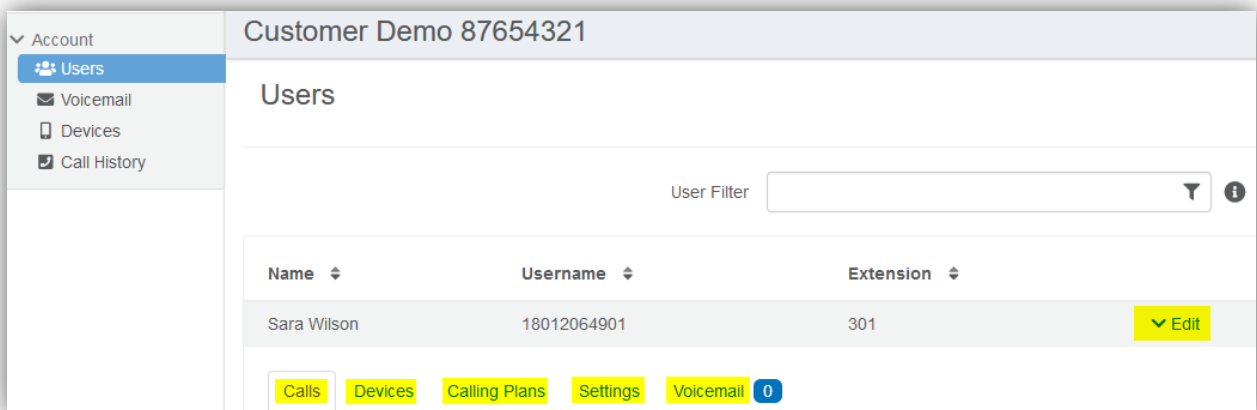 Account
Users
Voicemail
Devices
Call History
Customer Demo 87654321
Users
User Filter
Name Username Extension
Sara Wilson 18012064901 301 Edit
Calls Devices Calling Plans Settings Voicemail 0